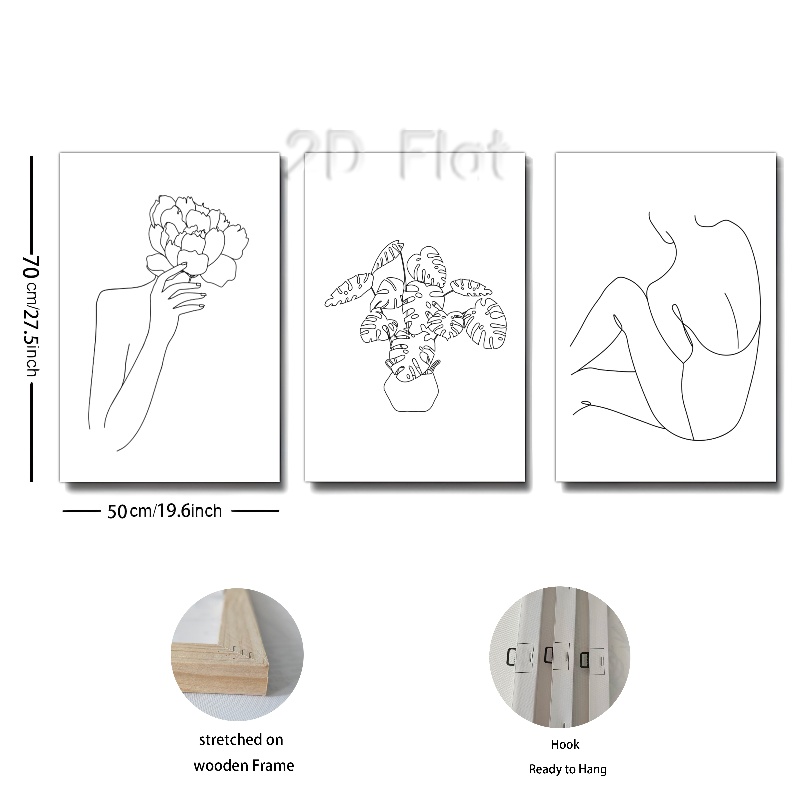 2D Flat
70 cm/27.5inch
50cm/19.6inch
stretched on
wooden Frame
Hook
Ready to Hang